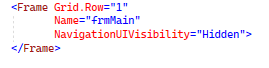 <Frame Grid.Row="1"
Name="frmMain"
NavigationUIVisibility="Hidden">
</Frame>